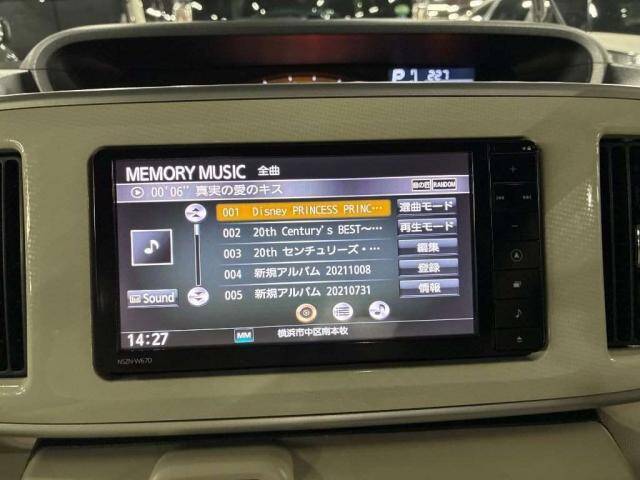 P 7 227
MEMORY MUSIC 全曲
00'06" 真実の愛のキス
音の匠 RANDOM
001 Disney PRINCESS PRINC… 選曲モード
002 20th Century's BEST～… 再生モード
003 20th センチュリーズ・… 編集
004 新規アルバム 20211008 登録
Sound 005 新規アルバム 20210731 情報
14:27 MM 横浜市中区南本牧
NSZN-W67D